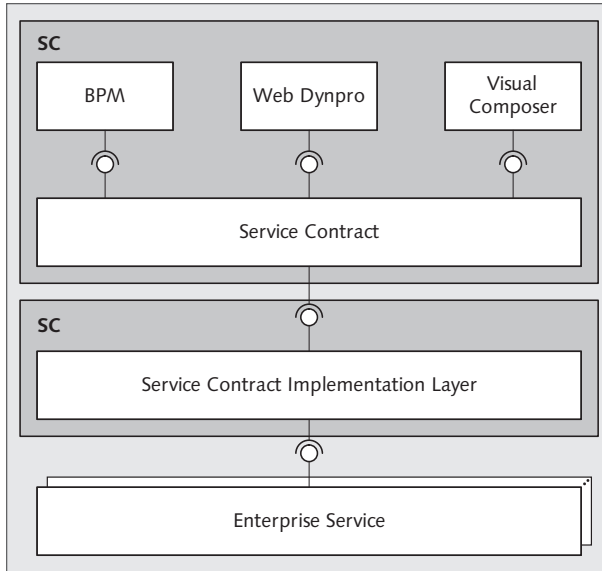 SC
BPM
Web Dynpro
Visual
Composer
Service Contract
SC
Service Contract Implementation Layer
Enterprise Service